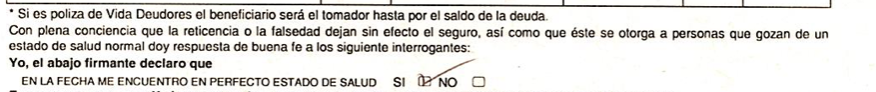 * Si es poliza de Vida Deudores el beneficiario será el tomador hasta por el saldo de la deuda.
Con plena conciencia que la reticencia o la falsedad dejan sin efecto el seguro, así como que éste se otorga a personas que gozan de un
estado de salud normal doy respuesta de buena fe a los siguiente interrogantes:
Yo, el abajo firmante declaro que
EN LA FECHA ME ENCUENTRO EN PERFECTO ESTADO DE SALUD SI NO